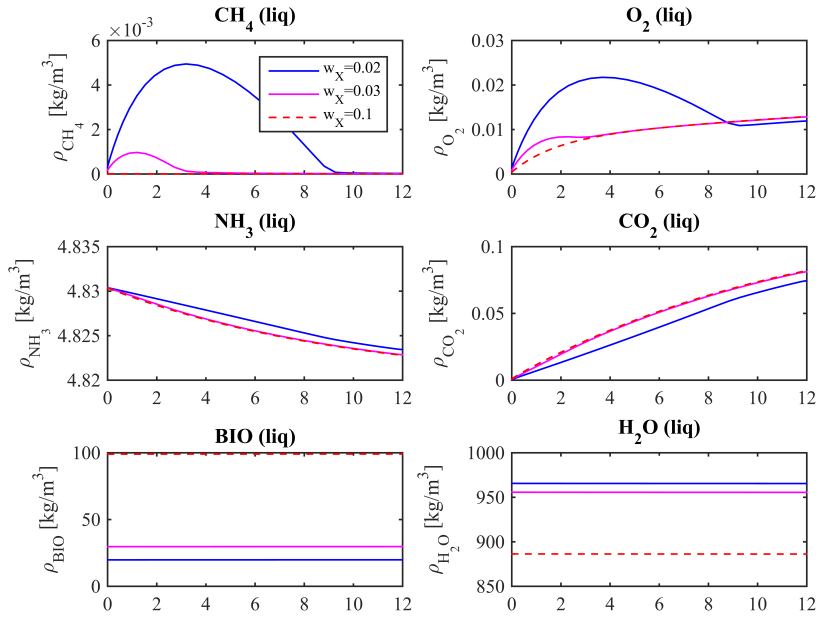 CH4 (liq)
×10-3
6
4
2
0
ρCH4 [kg/m3]
0 2 4 6 8 10 12
wX=0.02
wX=0.03
wX=0.1
O2 (liq)
0.03
0.02
0.01
0
ρO2 [kg/m3]
0 2 4 6 8 10 12
NH3 (liq)
4.835
4.83
4.825
4.82
ρNH3 [kg/m3]
0 2 4 6 8 10 12
CO2 (liq)
0.1
0.05
0
ρCO2 [kg/m3]
0 2 4 6 8 10 12
BIO (liq)
100
50
0
ρBIO [kg/m3]
0 2 4 6 8 10 12
H2O (liq)
1000
950
900
850
ρH2O [kg/m3]
0 2 4 6 8 10 12